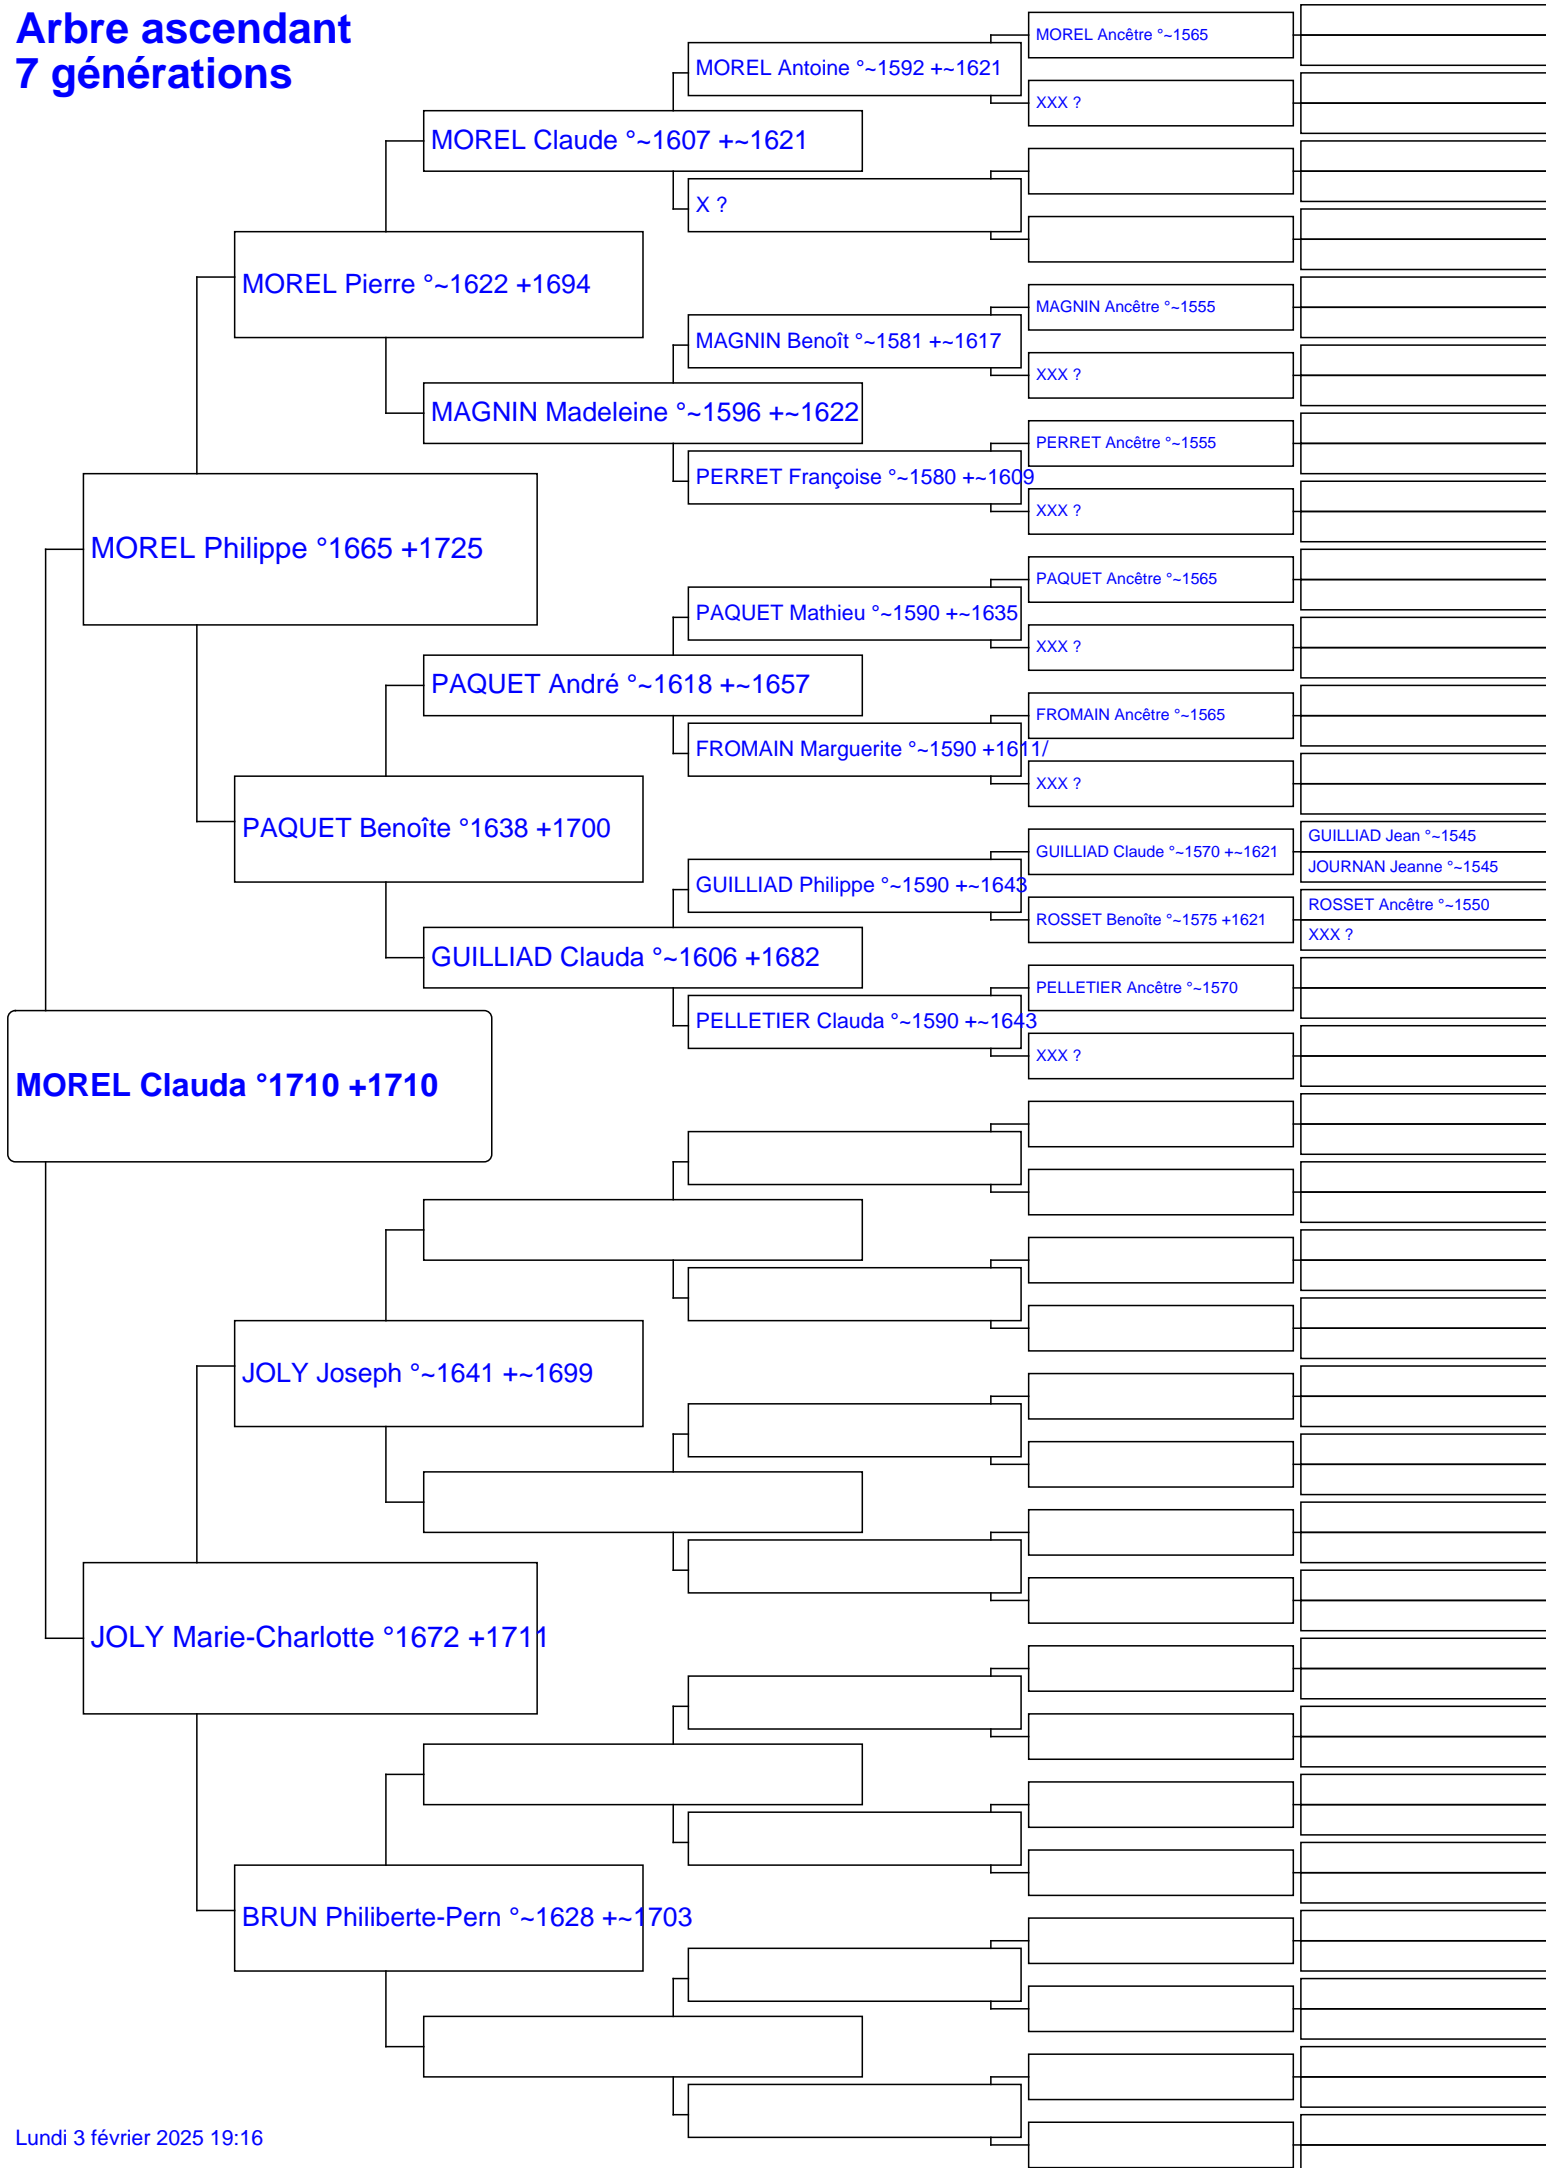 Arbre ascendant
7 générations
MOREL Ancêtre °~1565
MOREL Antoine °~1592 +~1621
XXX ?
MOREL Claude °~1607 +~1621
X ?
MOREL Pierre °~1622 +1694
MAGNIN Ancêtre °~1555
MAGNIN Benoît °~1581 +~1617
XXX ?
MAGNIN Madeleine °~1596 +~1622
PERRET Ancêtre °~1555
PERRET Françoise °~1580 +~1609
XXX ?
MOREL Philippe °1665 +1725
PAQUET Ancêtre °~1565
PAQUET Mathieu °~1590 +~1635
XXX ?
PAQUET André °~1618 +~1657
FROMAIN Ancêtre °~1565
FROMAIN Marguerite °~1590 +1611/
XXX ?
PAQUET Benoîte °1638 +1700
GUILLIAD Jean °~1545
GUILLIAD Claude °~1570 +~1621
JOURNAN Jeanne °~1545
GUILLIAD Philippe °~1590 +~1643
ROSSET Ancêtre °~1550
ROSSET Benoîte °~1575 +1621
XXX ?
GUILLIAD Clauda °~1606 +1682
PELLETIER Ancêtre °~1570
PELLETIER Clauda °~1590 +~1643
XXX ?
MOREL Clauda °1710 +1710
JOLY Joseph °~1641 +~1699
JOLY Marie-Charlotte °1672 +1711
BRUN Philiberte-Pern °~1628 +~1703
Lundi 3 février 2025 19:16